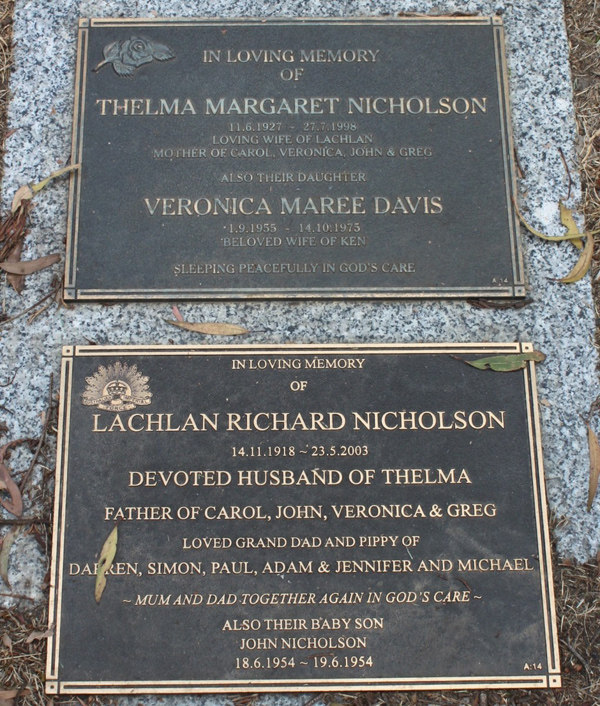 IN LOVING MEMORY
OF
THELMA MARGARET NICHOLSON
11.6.1927 - 27.7.1998
LOVING WIFE OF LACHLAN
MOTHER OF CAROL, VERONICA, JOHN & GREG
ALSO THEIR DAUGHTER
VERONICA MAREE DAVIS
1.9.1955 - 14.10.1975
BELOVED WIFE OF KEN
SLEEPING PEACEFULLY IN GOD'S CARE
A:14
IN LOVING MEMORY
OF
LACHLAN RICHARD NICHOLSON
14.11.1918 ~ 23.5.2003
DEVOTED HUSBAND OF THELMA
FATHER OF CAROL, JOHN, VERONICA & GREG
LOVED GRAND DAD AND PIPPY OF
DARREN, SIMON, PAUL, ADAM & JENNIFER AND MICHAEL
~ MUM AND DAD TOGETHER AGAIN IN GOD'S CARE ~
ALSO THEIR BABY SON
JOHN NICHOLSON
18.6.1954 ~ 19.6.1954
A:14